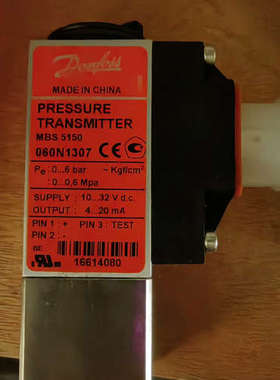 Danfoss
MADE IN CHINA
PRESSURE
TRANSMITTER
MBS 5150
060N1307 CE
Pe : 0...6 bar ~ Kgf/cm²
: 0...0,6 Mpa
SUPPLY : 10...32 V d.c.
OUTPUT : 4...20 mA
PIN 1 : + PIN 3 : TEST
PIN 2 : -
16614080